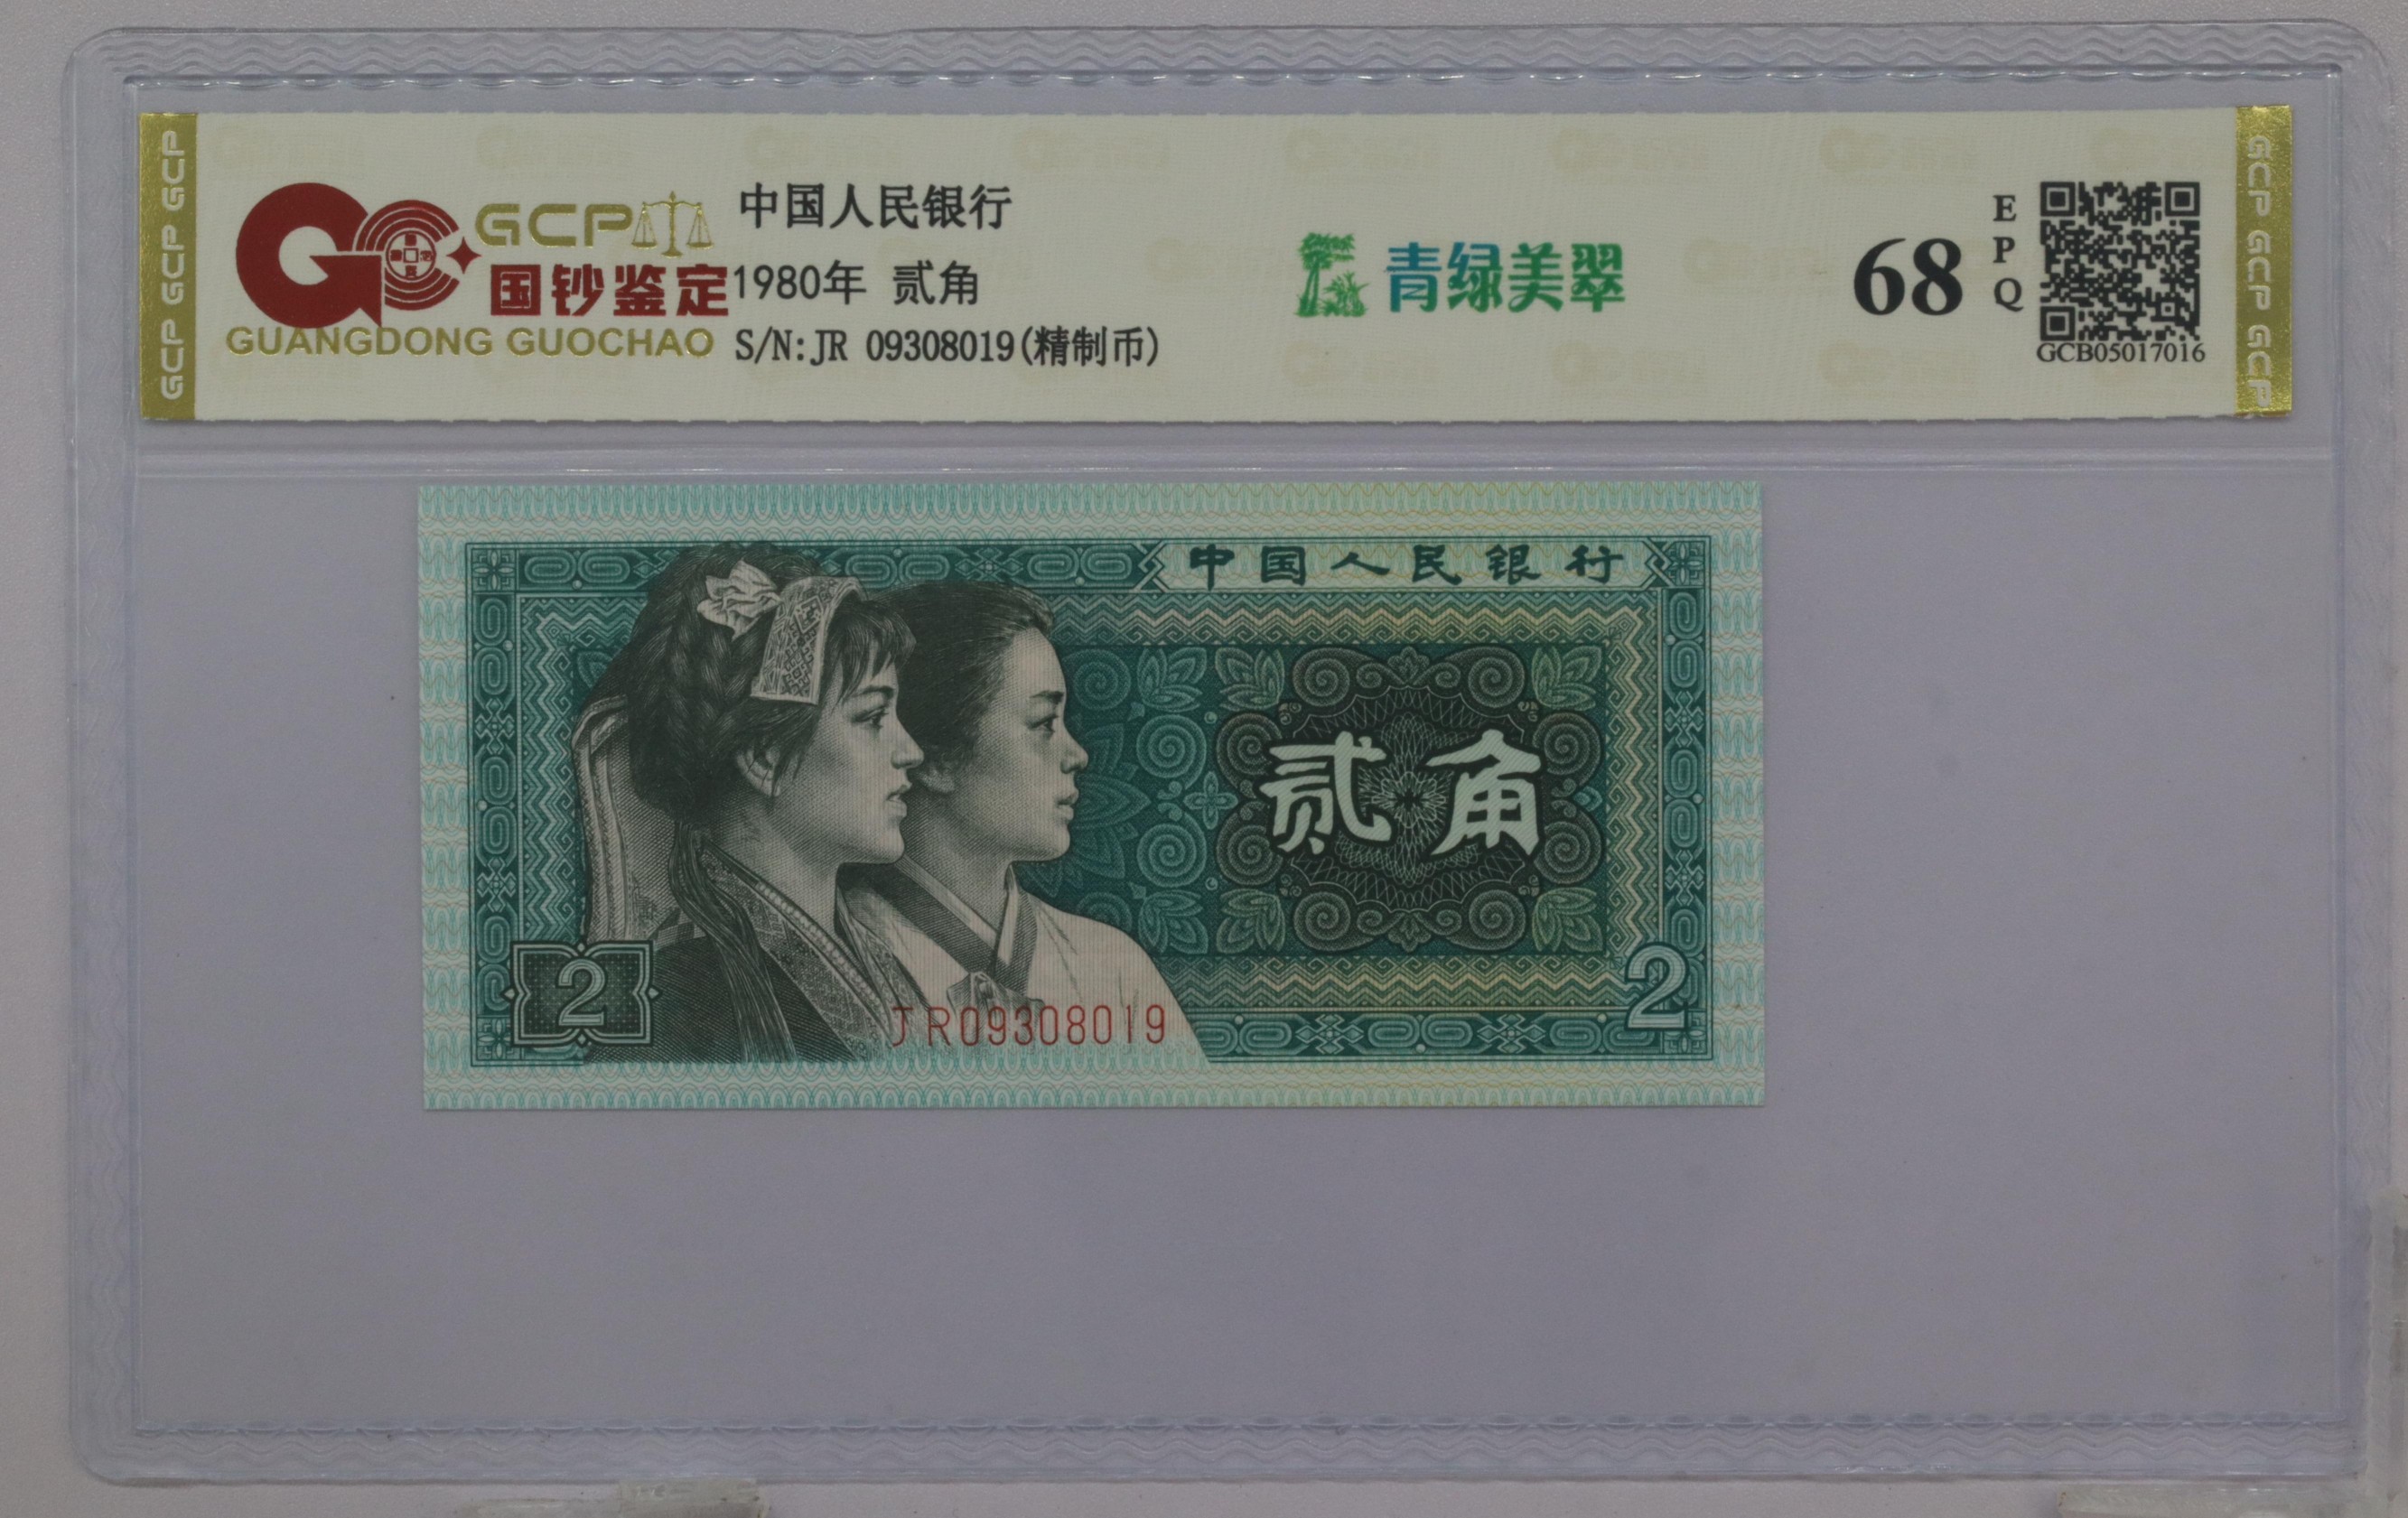 GCP GCP GCP
GCP
国钞鉴定
GUANGDONG GUOCHAO
中国人民银行
1980年 贰角
S/N:JR 09308019(精制币)
青绿美翠
68
EPQ
GCB05017016
GCP GCP GCP
中国人民银行
贰角
2
JR09308019
2